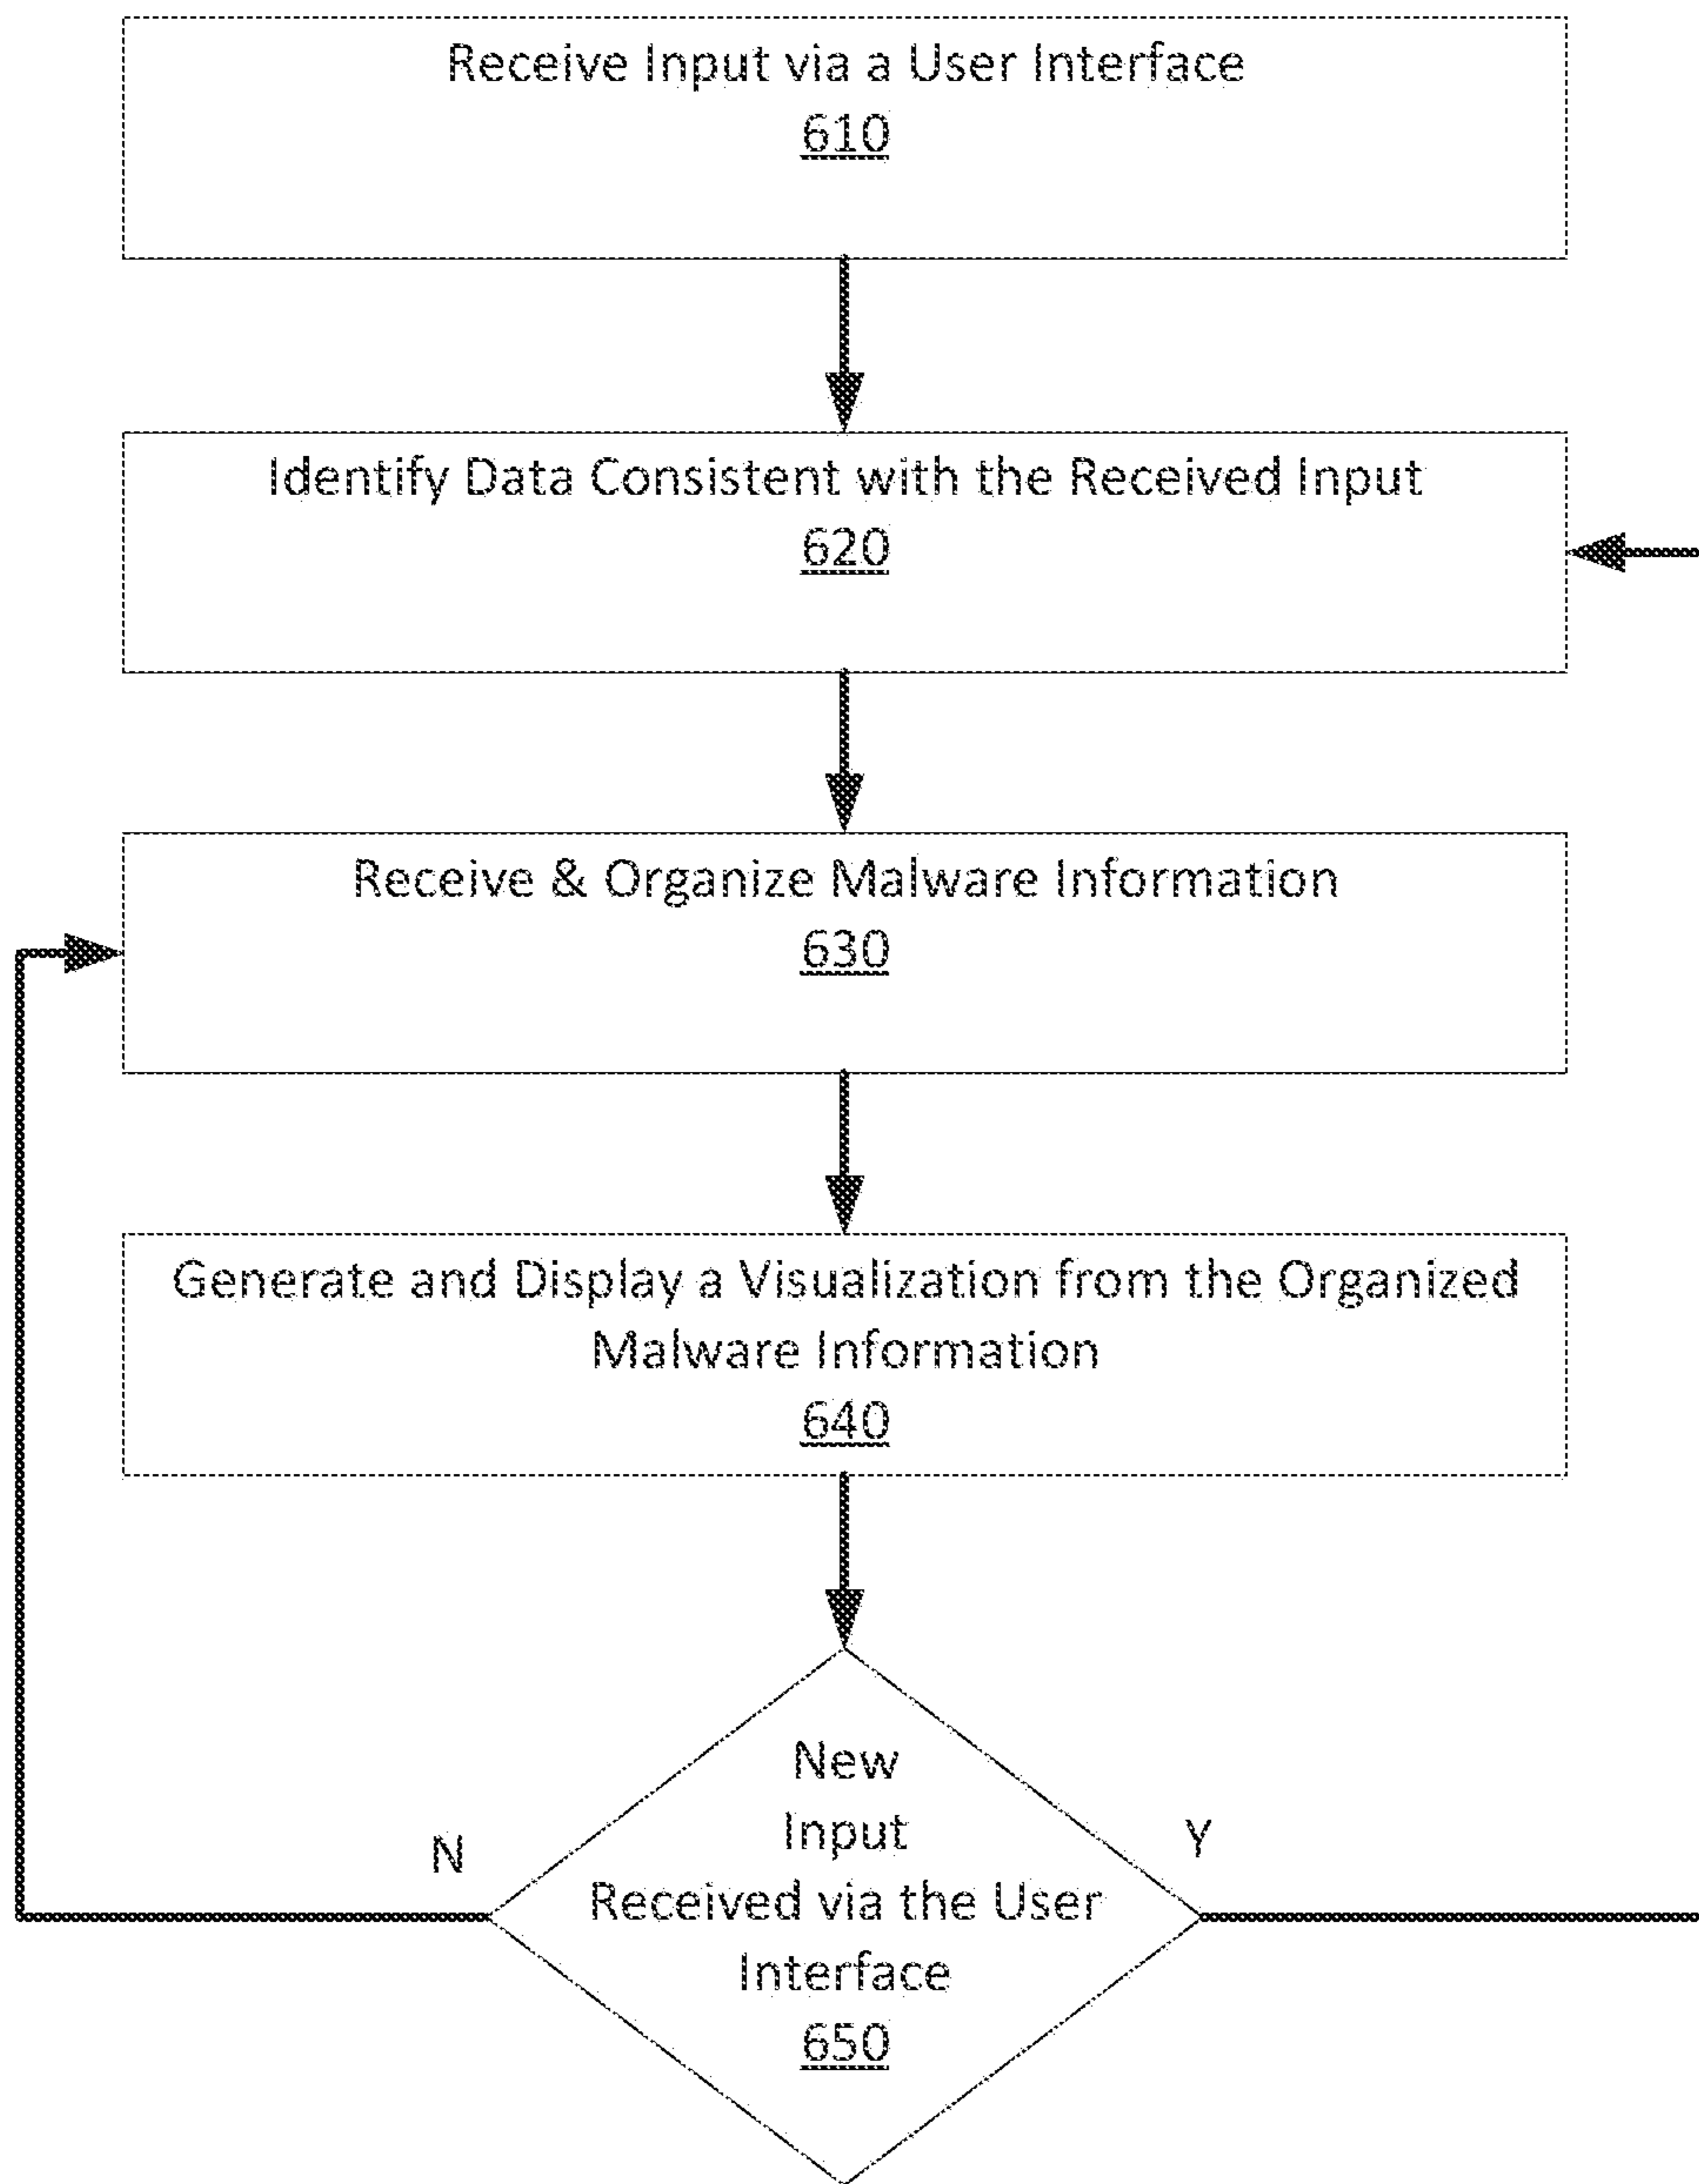 Receive Input via a User Interface
610
Identify Data Consistent with the Received Input
620
Receive & Organize Malware Information
630
Generate and Display a Visualization from the Organized
Malware Information
640
New
Input
Received via the User
Interface
650
N
Y